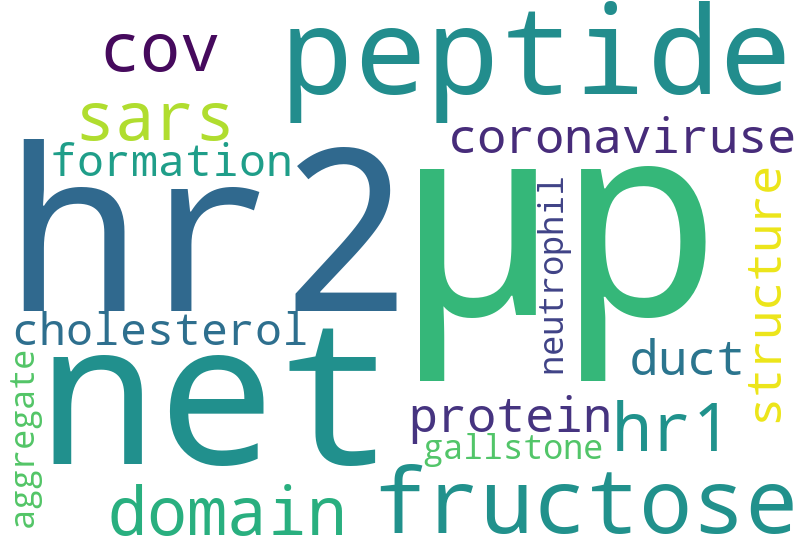 cov
peptide
sars
coronaviruse
formation
hr2
μp
neutrophil
structure
cholesterol
net
duct
aggregate
protein
hr1
gallstone
domain
fructose